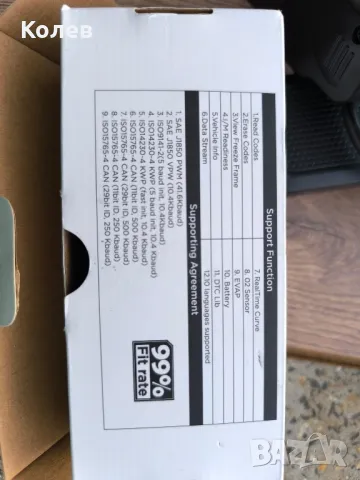 Колев
Support Function
1.Read Codes
2.Erase Codes
3.View Freeze Frame
4.I/M Readiness
5.Vehicle Info
6.Data Stream
7. RealTime Curve
8. O2 Sensor
9. EVAP
10. Battery
11. DTC Lib
12.10 languages supported
Supporting Agreement
1. SAE J1850 PWM (41.6Kbaud)
2. SAE J1850 VPW (10.4Kbaud)
3. ISO9141-2(5 baud init, 10.4Kbaud)
4. ISO14230-4 KWP (5 baud init, 10.4 Kbaud)
5. ISO14230-4 KWP (fast init, 10.4 Kbaud)
6. ISO15765-4 CAN (11bit ID, 500 Kbaud)
7. ISO15765-4 CAN (29bit ID, 500 Kbaud)
8. ISO15765-4 CAN (11bit ID, 250 Kbaud)
9. ISO15765-4 CAN (29bit ID, 250 Kbaud)
99%
Fit rate
BAZAR